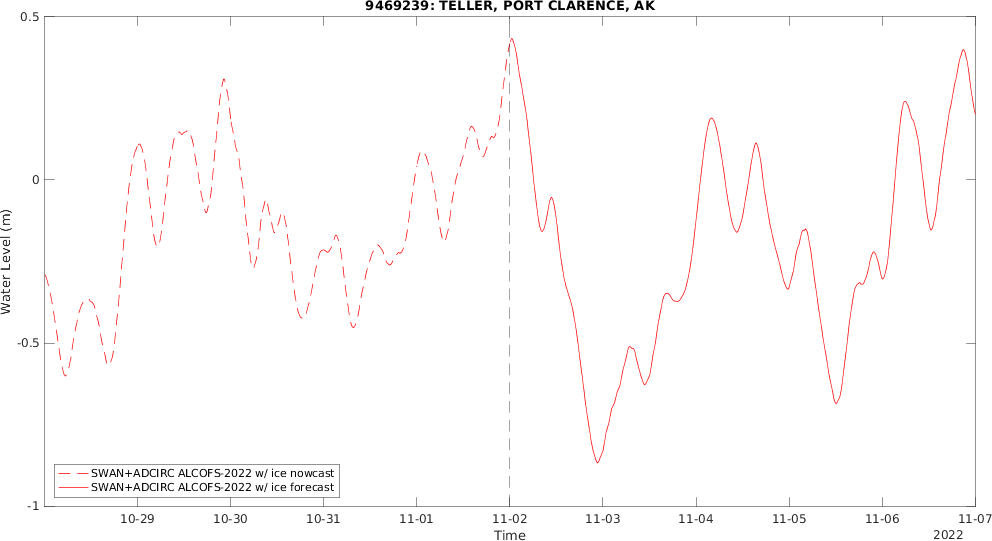 9469239: TELLER, PORT CLARENCE, AK
0.5
0
-0.5
-1
Water Level (m)
SWAN+ADCIRC ALCOFS-2022 w/ ice nowcast
SWAN+ADCIRC ALCOFS-2022 w/ ice forecast
10-29 10-30 10-31 11-01 11-02 11-03 11-04 11-05 11-06 11-07
Time
2022